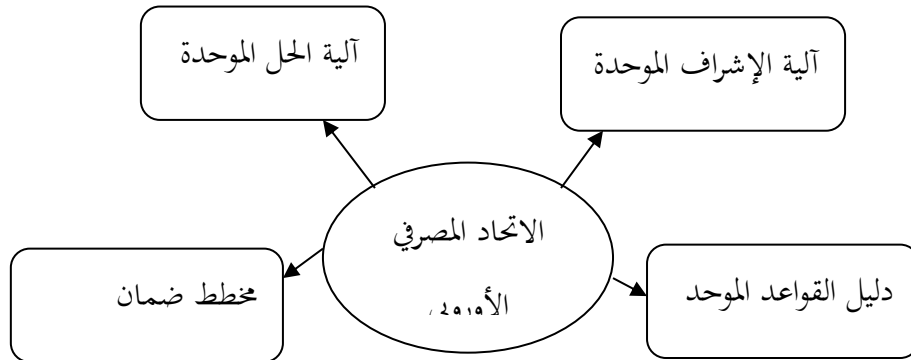 آلية الإشراف الموحدة
آلية الحل الموحدة
الاتحاد المصرفي
الأوروبي
دليل القواعد الموحد
مخطط ضمان